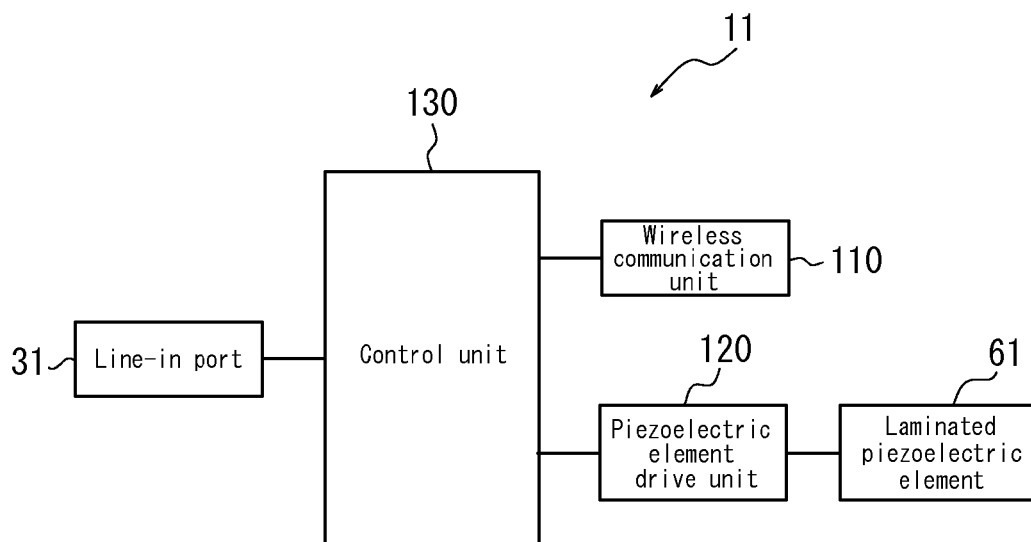 11
130
Wireless
communication
unit
110
31
Line-in port
Control unit
120
61
Piezoelectric
element
drive unit
Laminated
piezoelectric
element